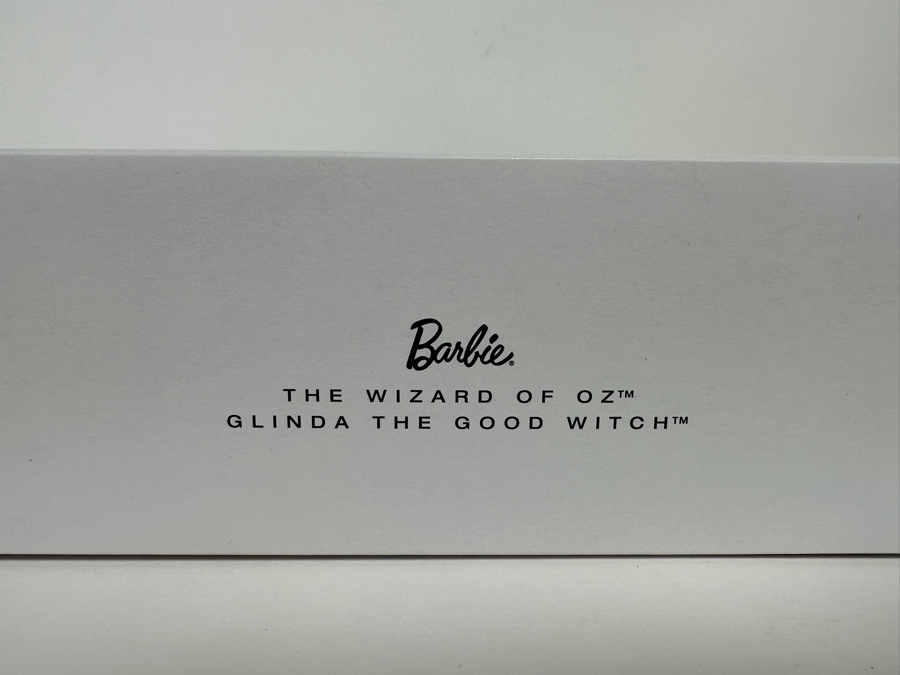 Barbie®
THE WIZARD OF OZ™
GLINDA THE GOOD WITCH™